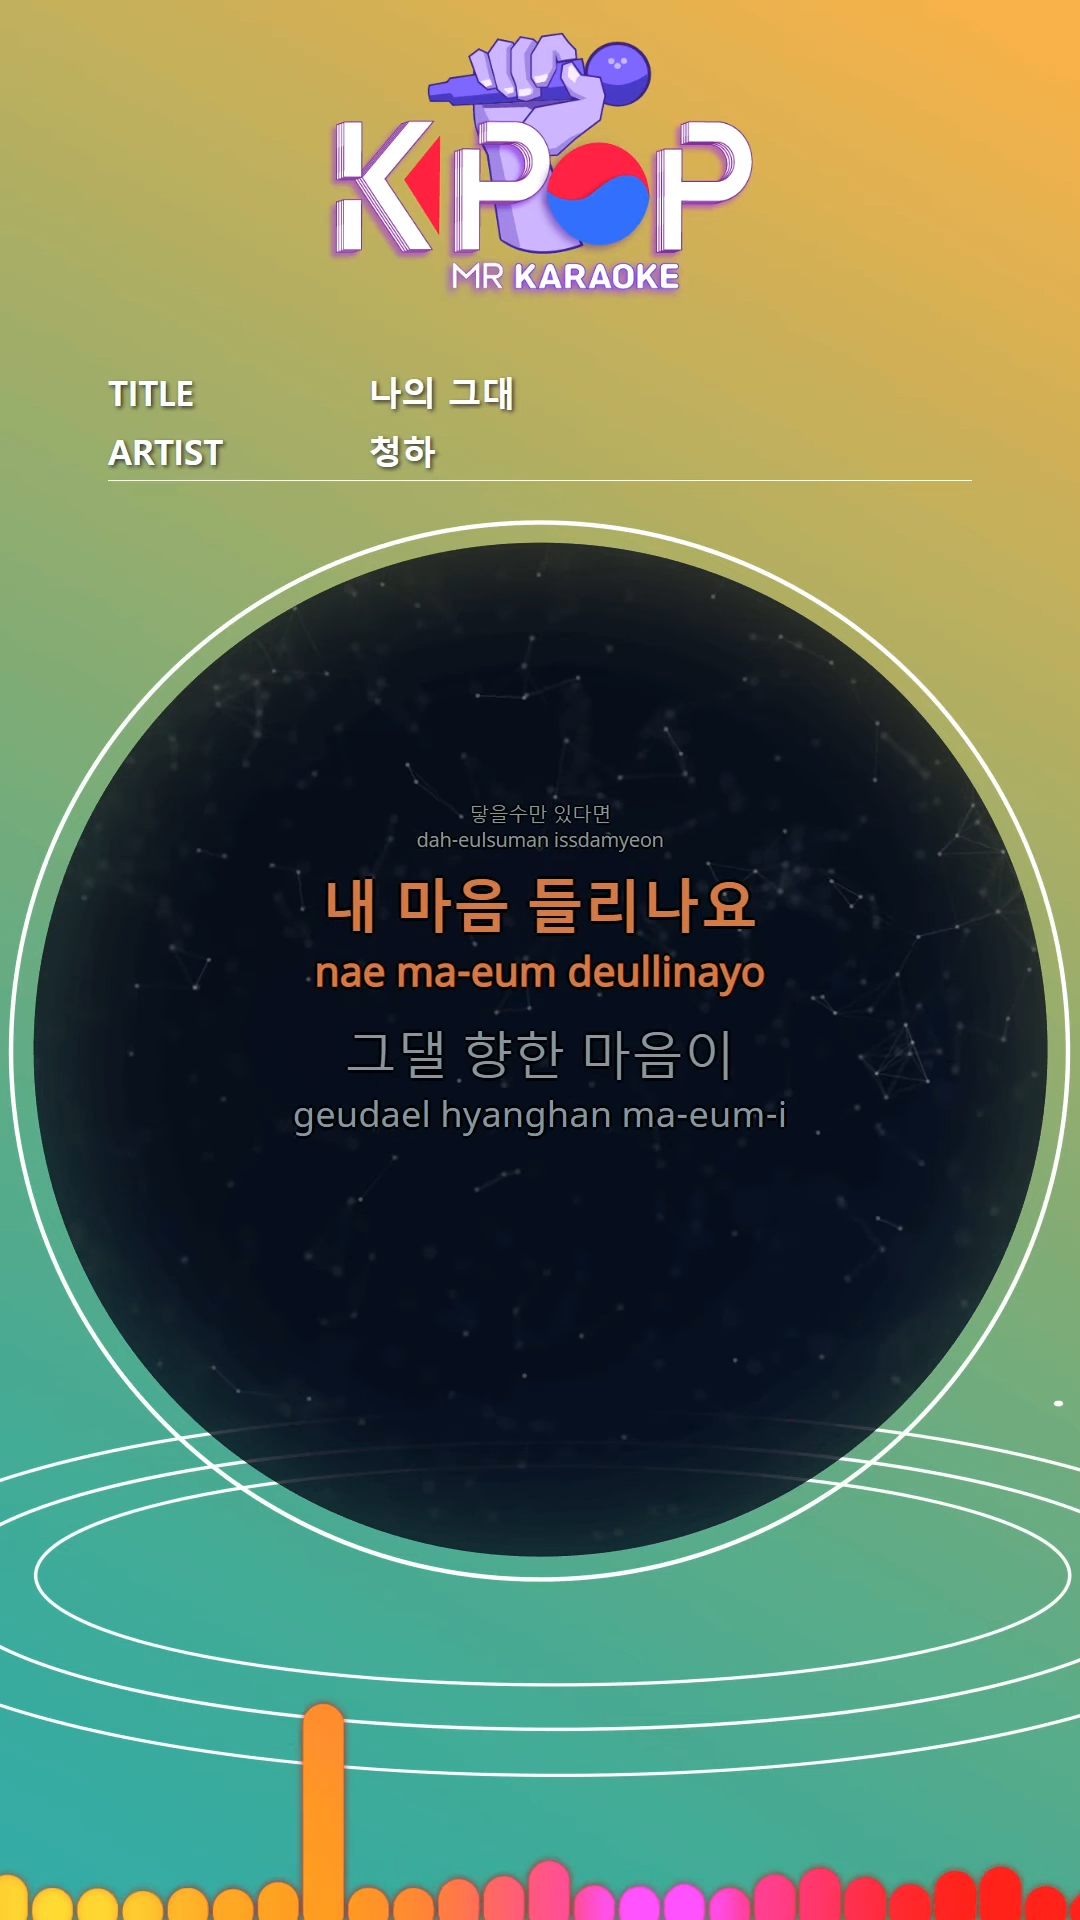 KPOP
MR KARAOKE
TITLE 나의 그대
ARTIST 청하
닿을수만 있다면
dah-eulsuman issdamyeon
내 마음 들리나요
nae ma-eum deullinayo
그댈 향한 마음이
geudael hyanghan ma-eum-i